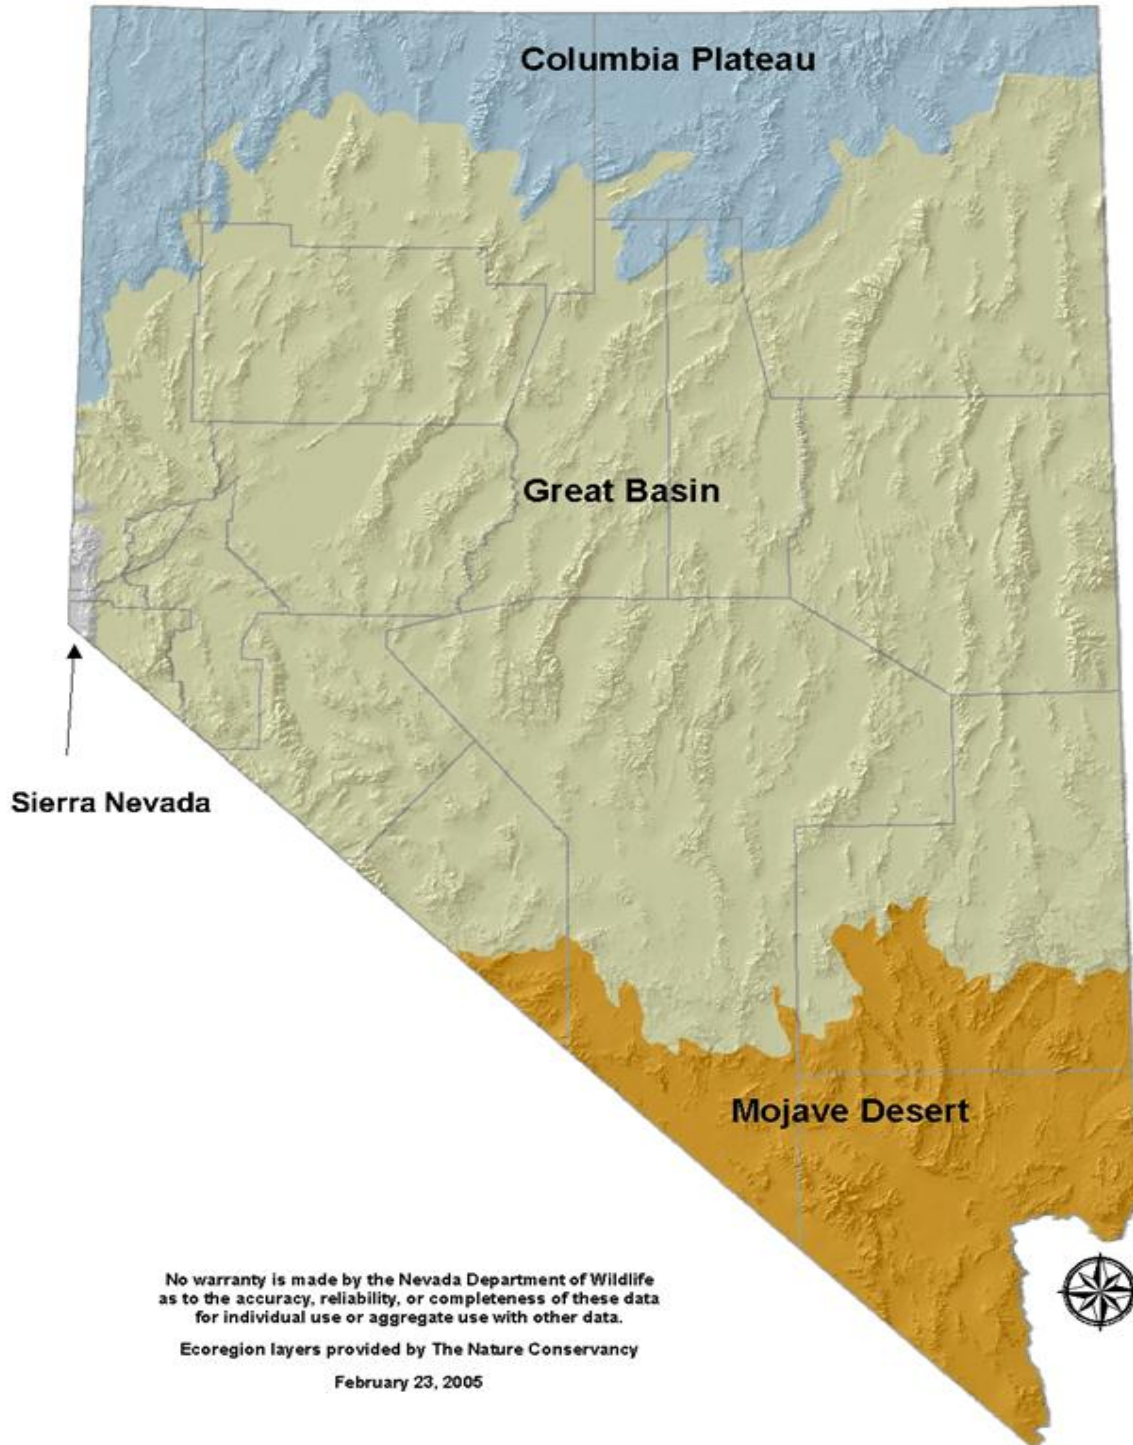 Columbia Plateau
Great Basin
Sierra Nevada
Mojave Desert
No warranty is made by the Nevada Department of Wildlife
as to the accuracy, reliability, or completeness of these data
for individual use or aggregate use with other data.
Ecoregion layers provided by The Nature Conservancy
February 23, 2005